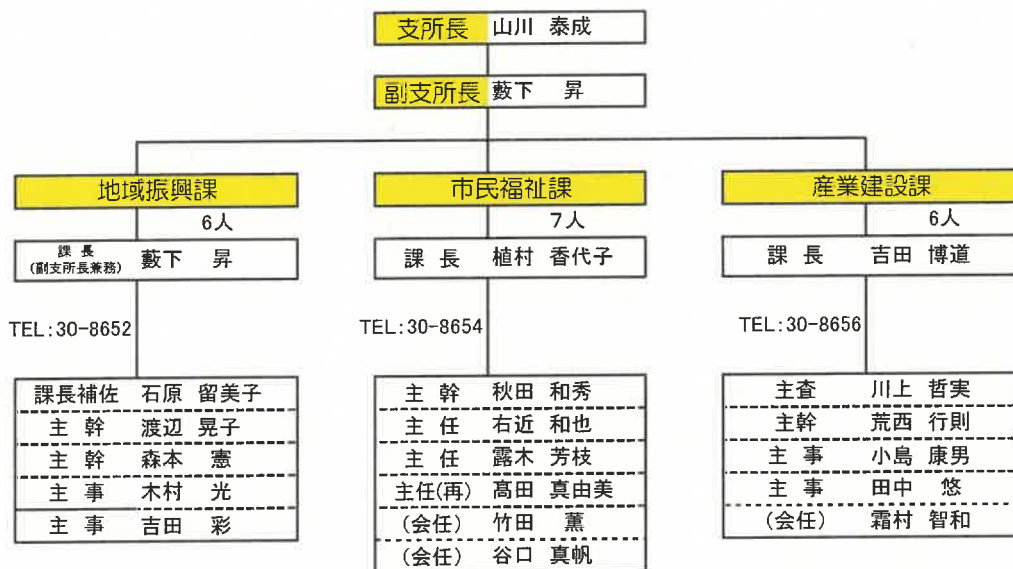 支所長 山川 泰成
副支所長 藪下 昇
地域振興課
6人
課 長
(副支所長兼務) 藪下 昇
TEL:30-8652
課長補佐 石原 留美子
主 幹 渡辺 晃子
主 幹 森本 憲
主 事 木村 光
主 事 吉田 彩
市民福祉課
7人
課 長 植村 香代子
TEL:30-8654
主 幹 秋田 和秀
主 任 右近 和也
主 任 露木 芳枝
主任(再) 髙田 真由美
(会任) 竹田 薫
(会任) 谷口 真帆
産業建設課
6人
課 長 吉田 博道
TEL:30-8656
主査 川上 哲実
主幹 荒西 行則
主 事 小島 康男
主 事 田中 悠
(会任) 霜村 智和